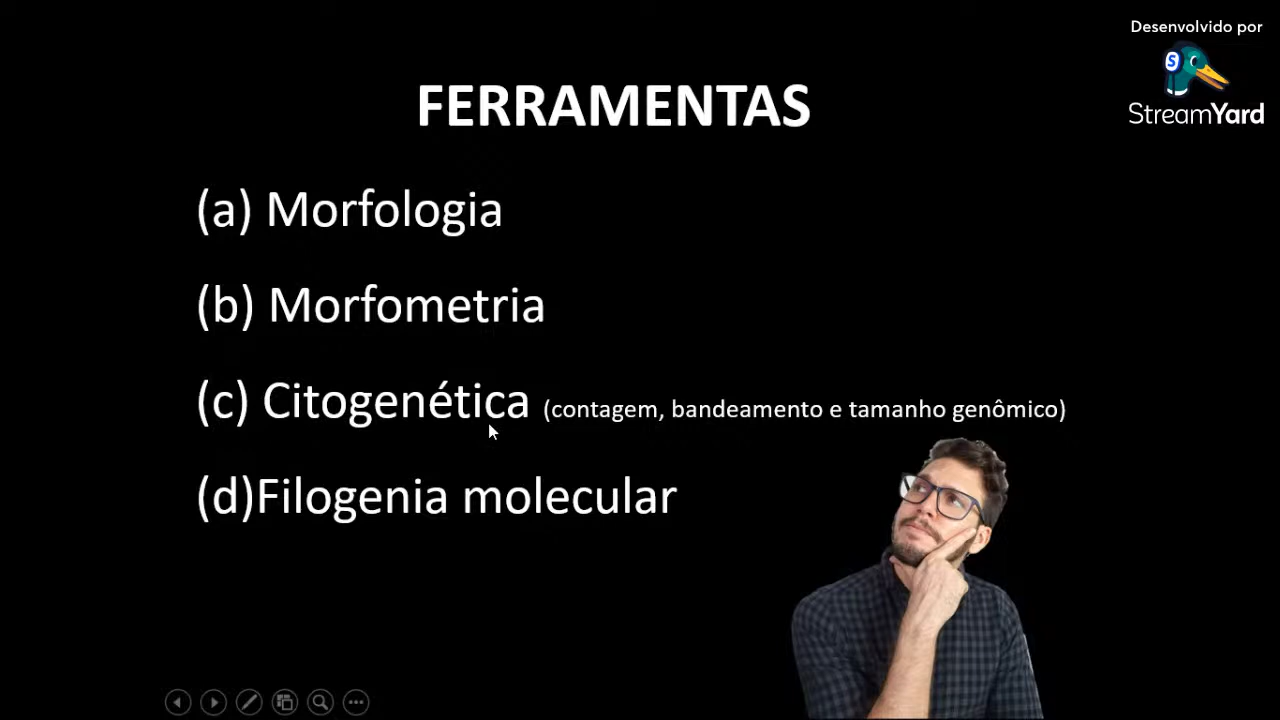 Desenvolvido por
StreamYard
FERRAMENTAS
(a) Morfologia
(b) Morfometria
(c) Citogenética (contagem, bandeamento e tamanho genômico)
(d)Filogenia molecular